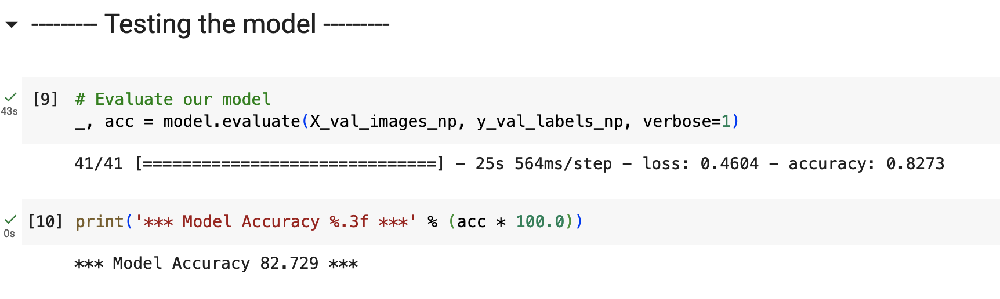 --------- Testing the model ---------
[9] # Evaluate our model
43s _, acc = model.evaluate(X_val_images_np, y_val_labels_np, verbose=1)
41/41 [==============================] - 25s 564ms/step - loss: 0.4604 - accuracy: 0.8273
[10] print('*** Model Accuracy %.3f ***' % (acc * 100.0))
0s
*** Model Accuracy 82.729 ***